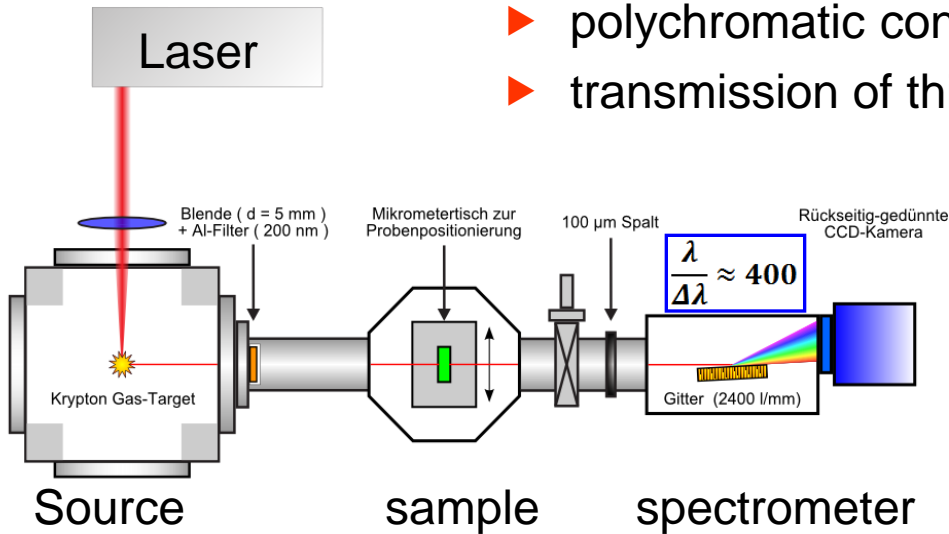 polychromatic con
transmission of th
Laser
Blende ( d = 5 mm )
+ Al-Filter ( 200 nm )
Mikrometertisch zur
Probenpositionierung
100 µm Spalt
Rückseitig-gedünnte
CCD-Kamera
λ/Δλ ≈ 400
Krypton Gas-Target
Gitter (2400 l/mm)
Source
sample
spectrometer